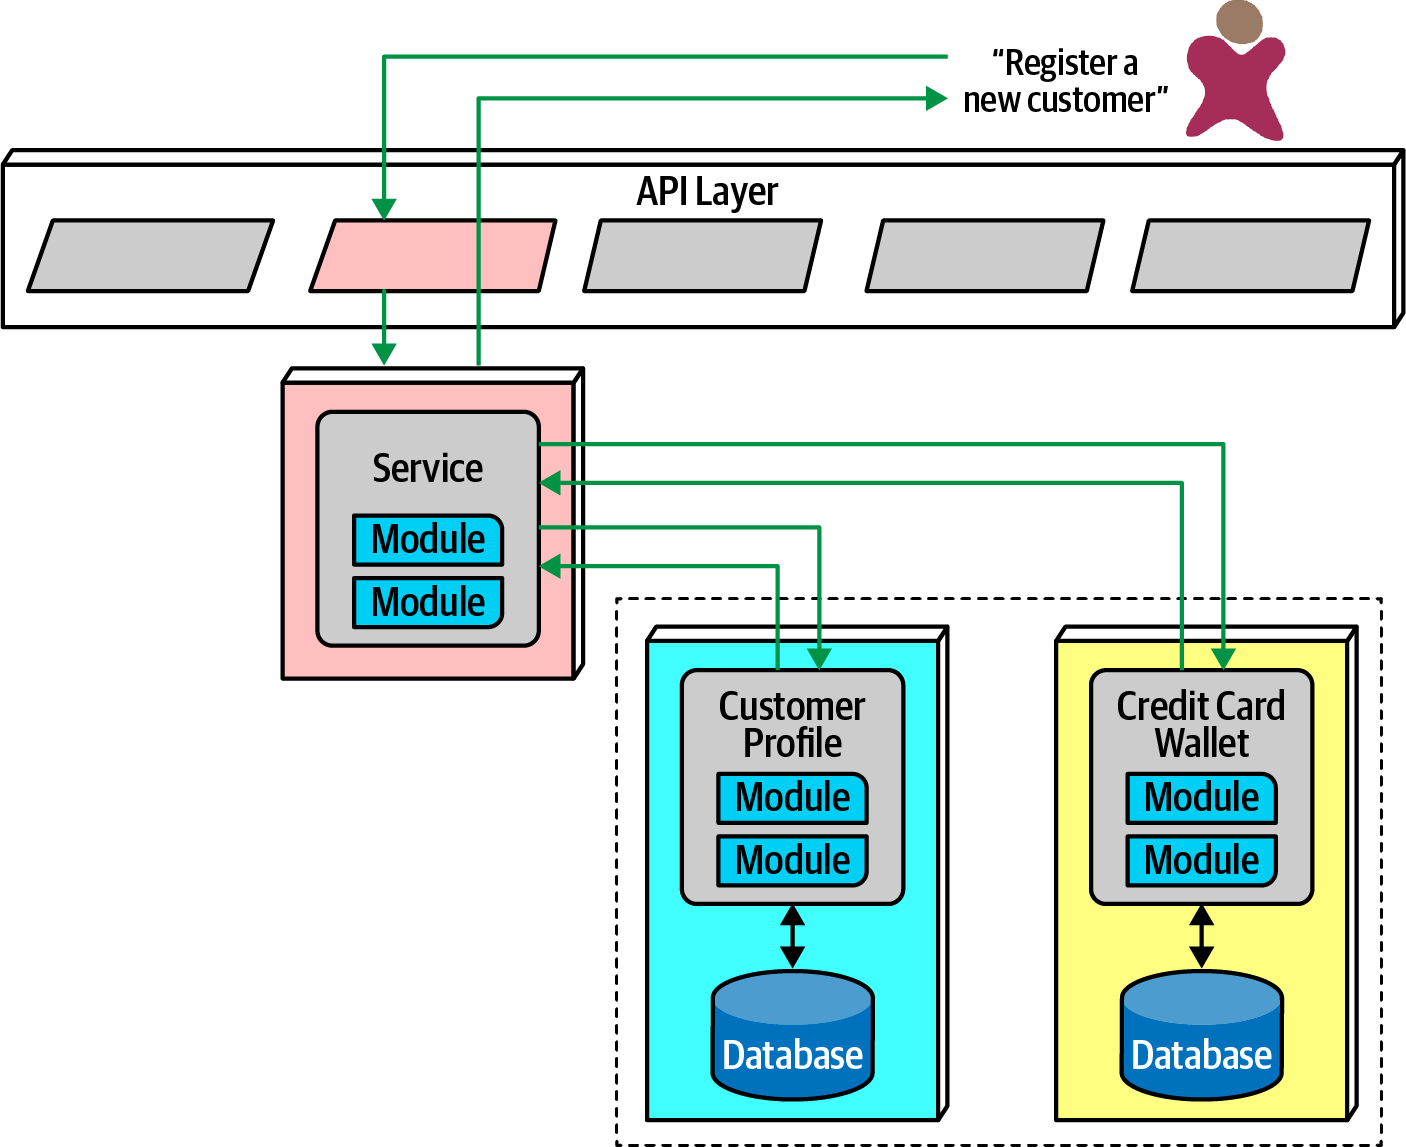 “Register a
new customer”
API Layer
Service
Module
Module
Customer
Profile
Module
Module
Database
Credit Card
Wallet
Module
Module
Database